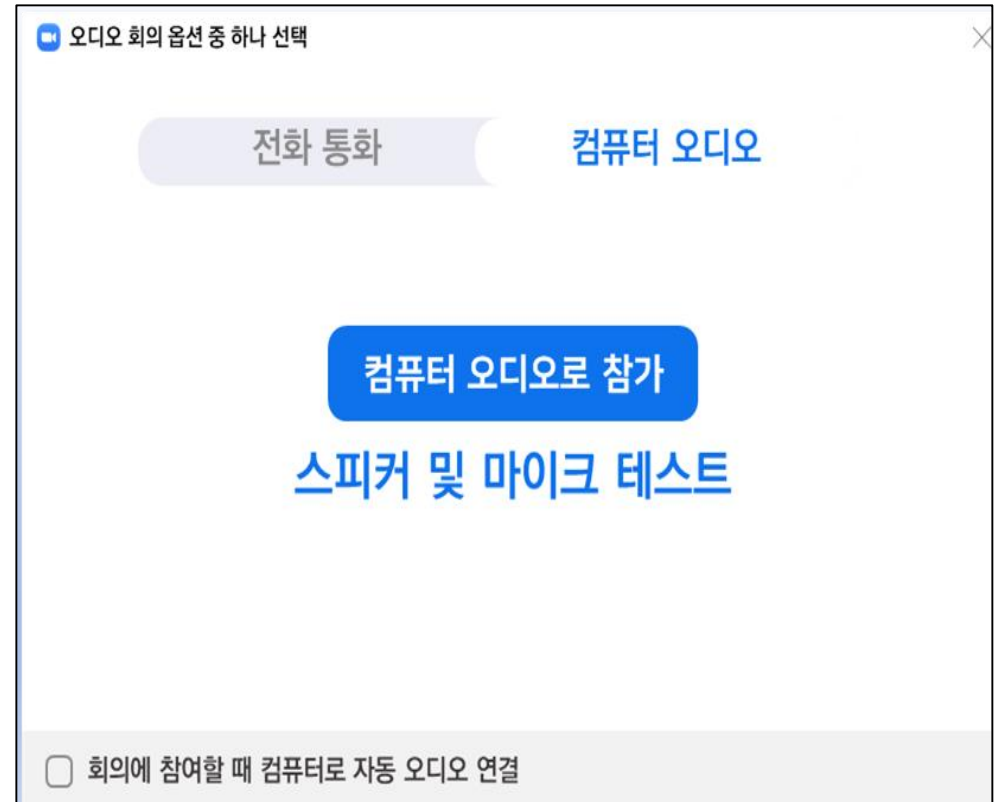 오디오 회의 옵션 중 하나 선택
전화 통화 컴퓨터 오디오
컴퓨터 오디오로 참가
스피커 및 마이크 테스트
회의에 참여할 때 컴퓨터로 자동 오디오 연결